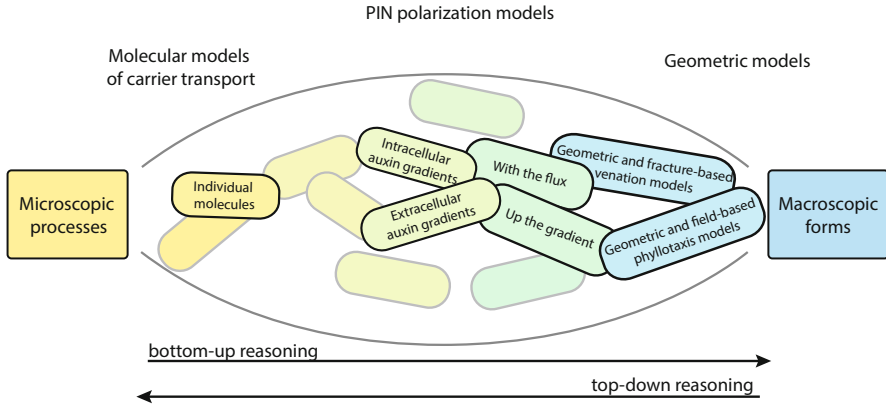 PIN polarization models
Molecular models
of carrier transport
Geometric models
Microscopic
processes
Individual
molecules
Intracellular
auxin gradients
Extracellular
auxin gradients
With the flux
Up the gradient
Geometric and fracture-based
venation models
Geometric and field-based
phyllotaxis models
Macroscopic
forms
bottom-up reasoning
top-down reasoning